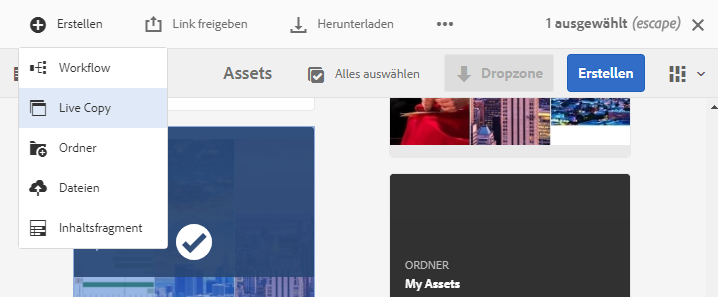 Erstellen
Link freigeben
Herunterladen
1 ausgewählt (escape)
Workflow
Assets
Alles auswählen
Dropzone
Erstellen
Live Copy
Ordner
Dateien
Inhaltsfragment
ORDNER
My Assets